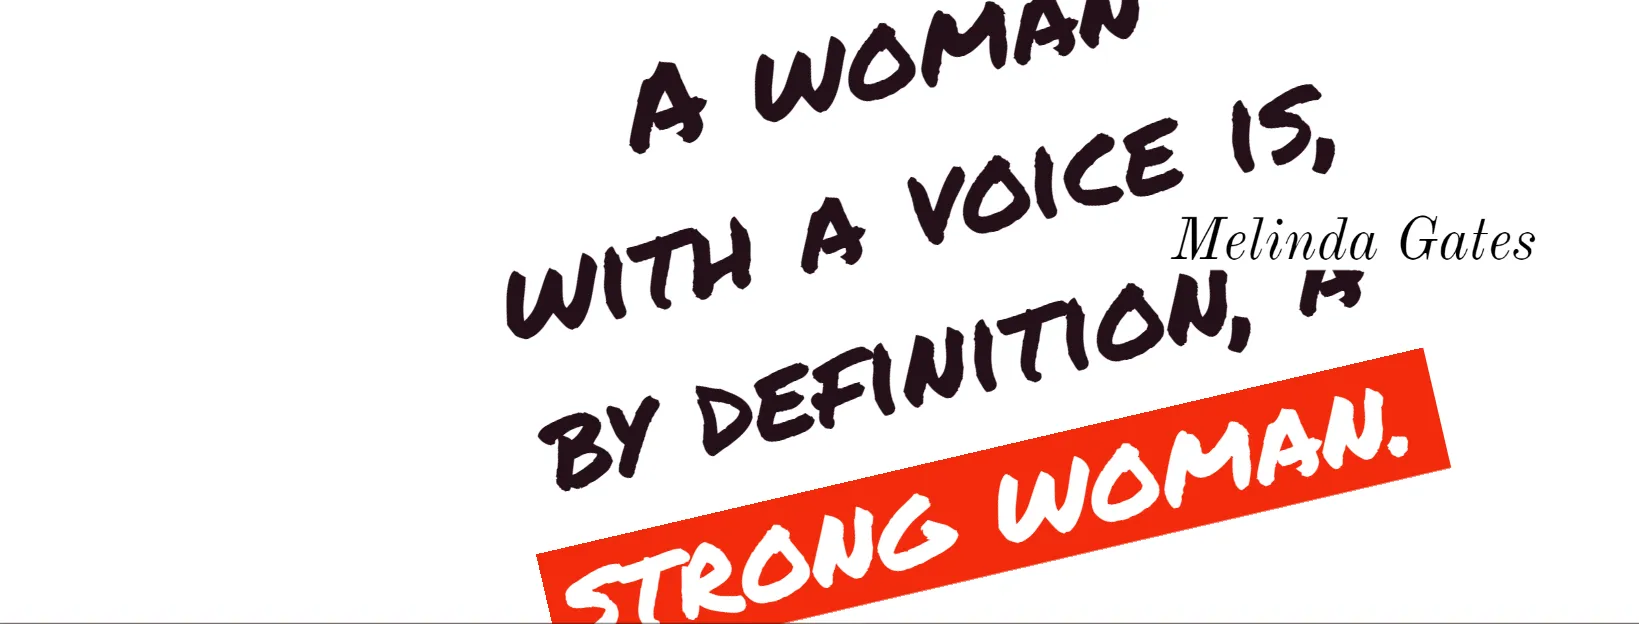 A WOMAN
WITH A VOICE IS,
Melinda Gates
BY DEFINITION, A
STRONG WOMAN.